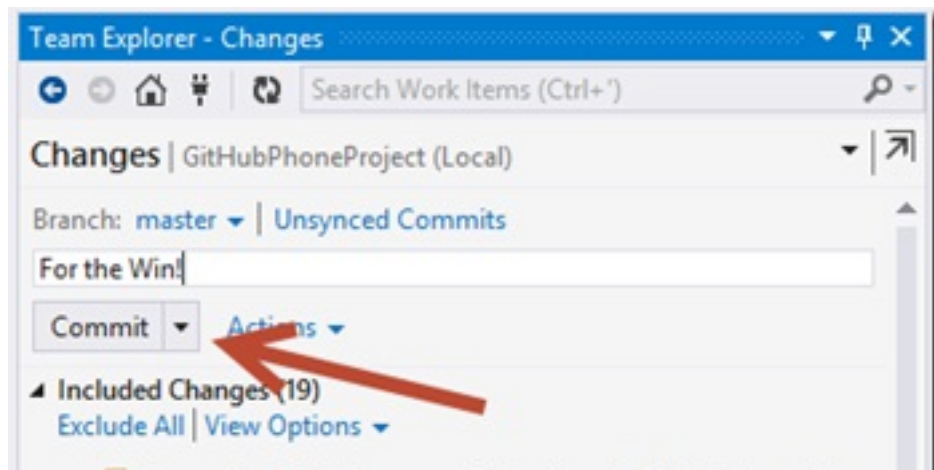 Team Explorer - Changes
Search Work Items (Ctrl+')
Changes | GitHubPhoneProject (Local)
Branch: master | Unsynced Commits
For the Win!
Commit Actions
Included Changes (19)
Exclude All | View Options